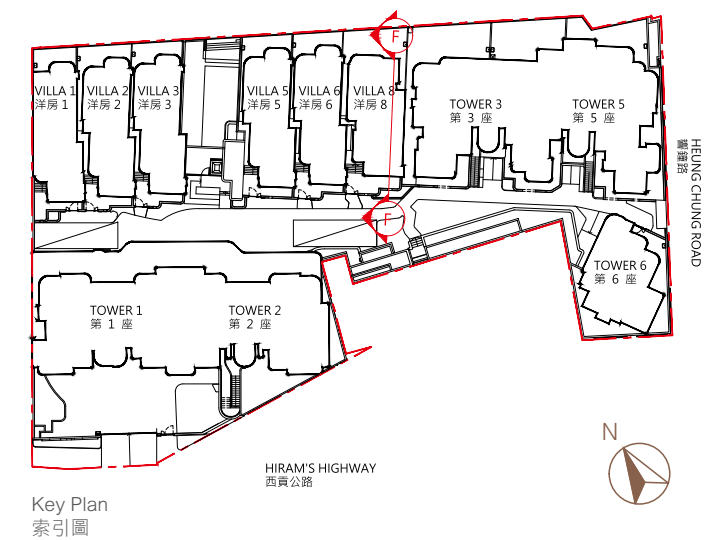 F
VILLA 1
洋房 1
VILLA 2
洋房 2
VILLA 3
洋房 3
VILLA 5
洋房 5
VILLA 6
洋房 6
VILLA 8
洋房 8
TOWER 3
第 3 座
TOWER 5
第 5 座
HEUNG CHUNG ROAD
響鐘路
F
TOWER 6
第 6 座
TOWER 1
第 1 座
TOWER 2
第 2 座
N
HIRAM'S HIGHWAY
西貢公路
Key Plan
索引圖